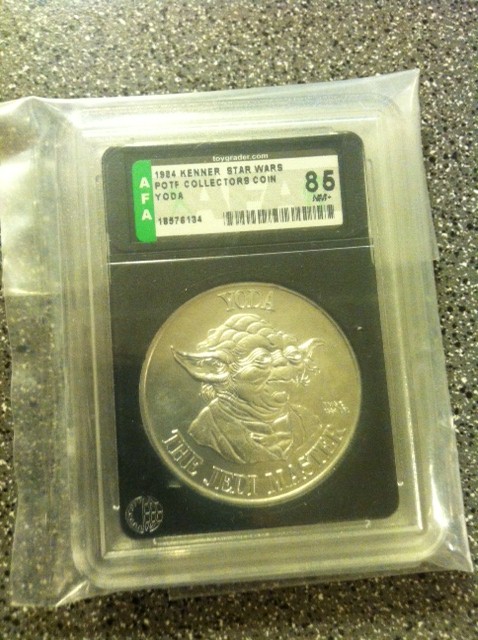 toygrader.com
AFA
1984 KENNER STAR WARS
POTF COLLECTORS COIN
YODA
85
NM+
18576134
YODA
THE JEDI MASTER